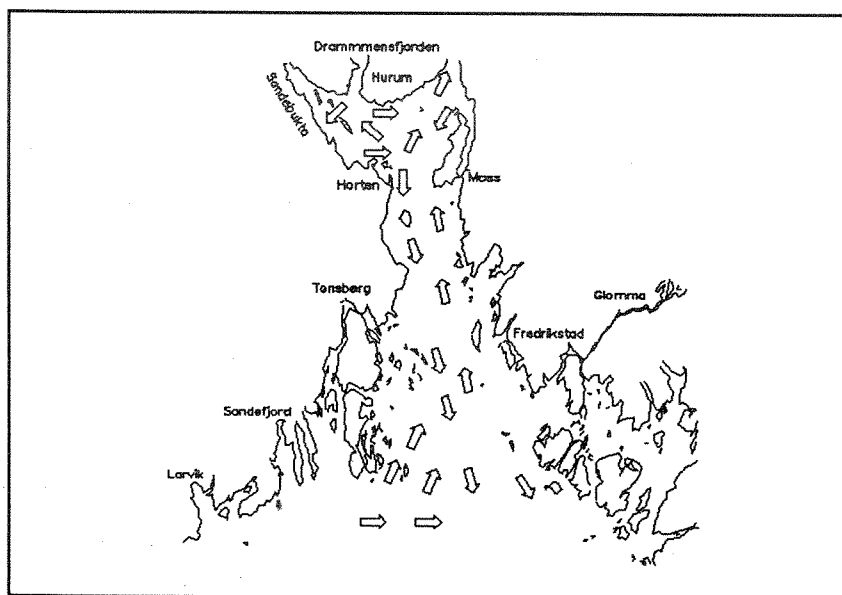 Drammmensfjorden
Hurum
Sandebukta
Horten
Moss
Tønsberg
Glomma
Fredrikstad
Sandefjord
Larvik